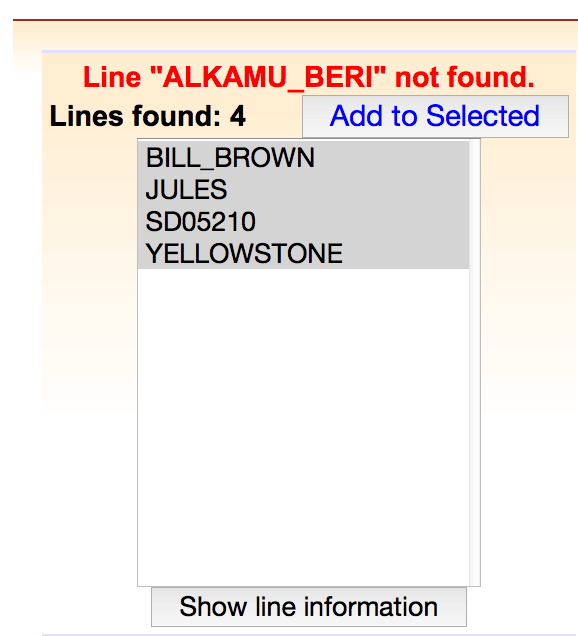 Line "ALKAMU_BERI" not found.
Lines found: 4 Add to Selected
BILL_BROWN
JULES
SD05210
YELLOWSTONE
Show line information